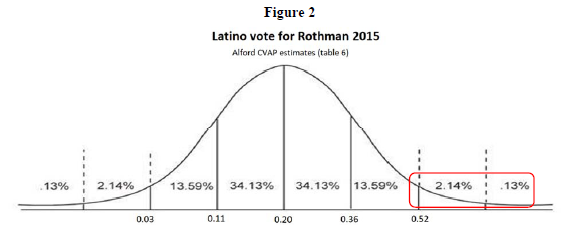 Figure 2
Latino vote for Rothman 2015
Alford CVAP estimates (table 6)
.13% 2.14% 13.59% 34.13% 34.13% 13.59% 2.14% .13%
0.03 0.11 0.20 0.36 0.52